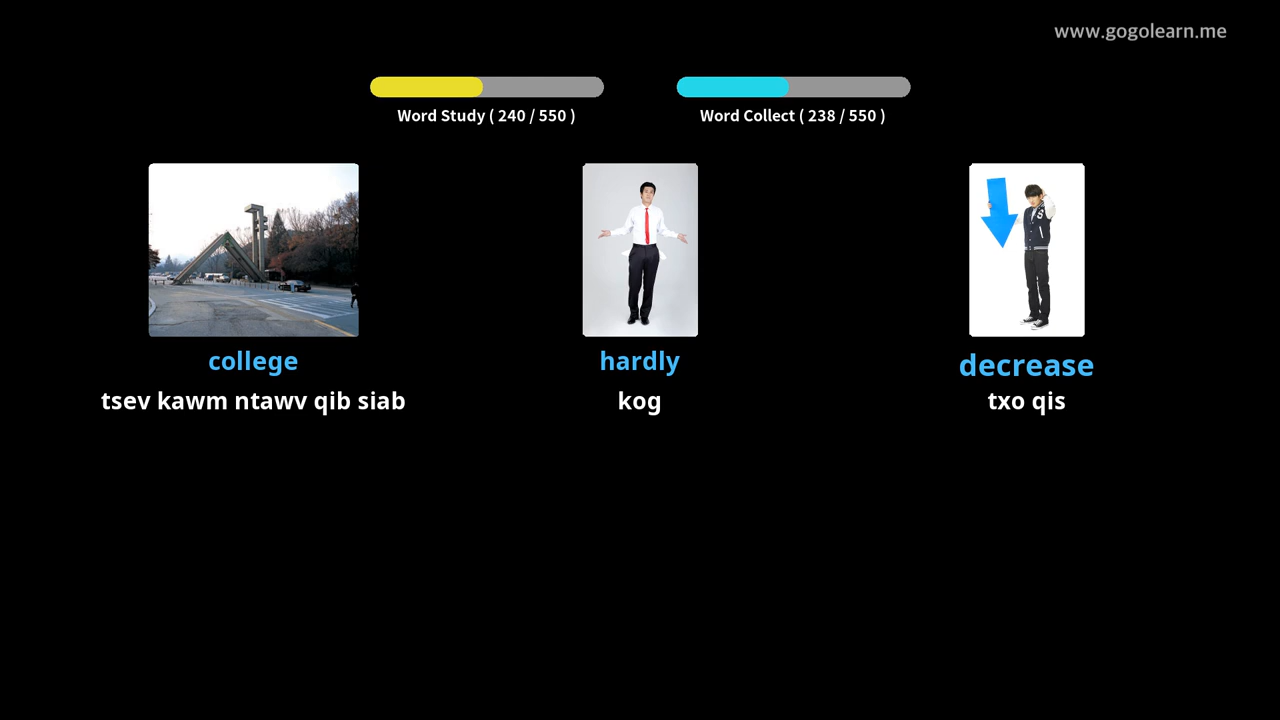 www.gogolearn.me
Word Study ( 240 / 550 )
Word Collect ( 238 / 550 )
college
tsev kawm ntawv qib siab
hardly
kog
decrease
txo qis